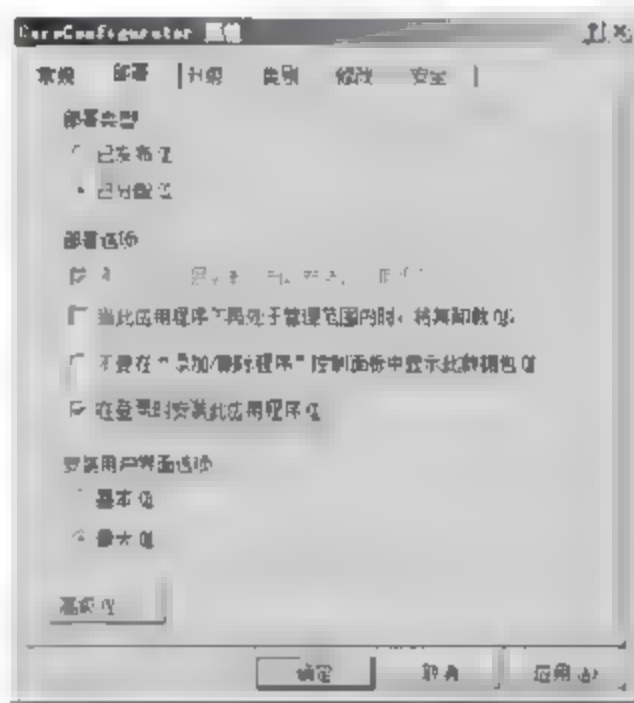 属性
常规 部署 升级 类别 修改 安全
部署类型
已发布
已分配
部署选项
当此应用程序不再处于管理范围内时，将其卸载
不要在“添加/删除程序”控制面板中显示此数据包
在登录时安装此应用程序
安装用户界面选项
基本
最大
高级
确定 取消 应用(A)